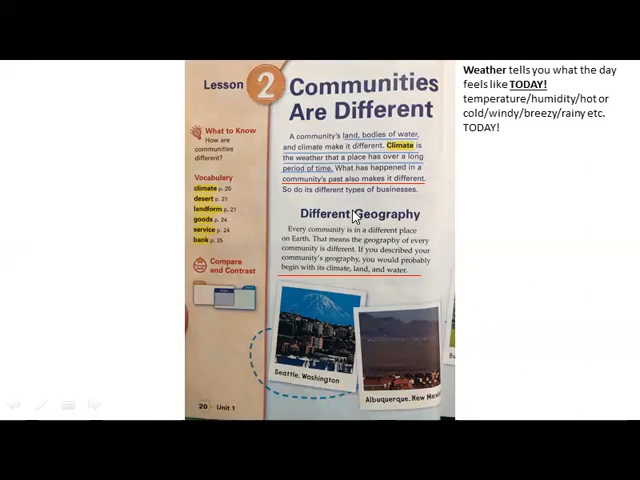 Lesson 2 Communities
Are Different
What to Know
How are
communities
different?
Vocabulary
climate p. 20
desert p. 21
landform p. 21
goods p. 24
service p. 24
bank p. 25
Compare
and Contrast
A community's land, bodies of water,
and climate make it different. Climate is
the weather that a place has over a long
period of time. What has happened in a
community's past also makes it different.
So do its different types of businesses.
Different Geography
Every community is in a different place
on Earth. That means the geography of every
community is different. If you described your
community's geography, you would probably
begin with its climate, land, and water.
Seattle, Washington
Albuquerque, New Mexi
Bu
20 Unit 1
Weather tells you what the day
feels like TODAY!
temperature/humidity/hot or
cold/windy/breezy/rainy etc.
TODAY!